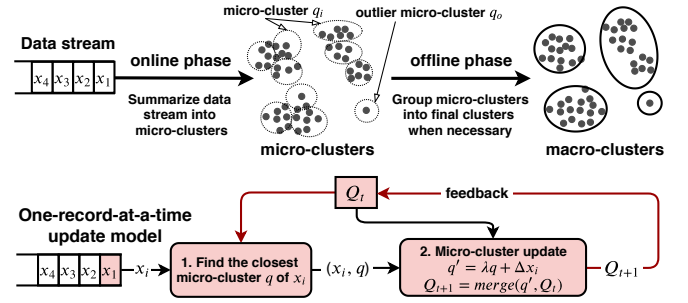 micro-cluster qᵢ
outlier micro-cluster qₒ
Data stream
x₄ x₃ x₂ x₁
online phase
Summarize data
stream into
micro-clusters
micro-clusters
offline phase
Group micro-clusters
into final clusters
when necessary
macro-clusters
One-record-at-a-time
update model
x₄ x₃ x₂ x₁
xᵢ
1. Find the closest
micro-cluster q of xᵢ
(xᵢ, q)
Qₜ
feedback
2. Micro-cluster update
q′ = λq + Δxᵢ
Qₜ₊₁ = merge(q′, Qₜ)
Qₜ₊₁